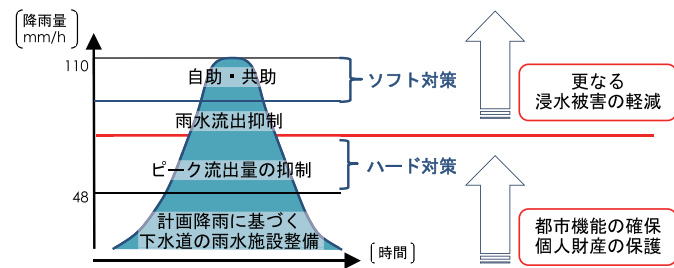 降雨量
mm/h
110
自助・共助
ソフト対策
更なる
浸水被害の軽減
雨水流出抑制
ピーク流出量の抑制
ハード対策
48
計画降雨に基づく
下水道の雨水施設整備
都市機能の確保
個人財産の保護
〔時間〕